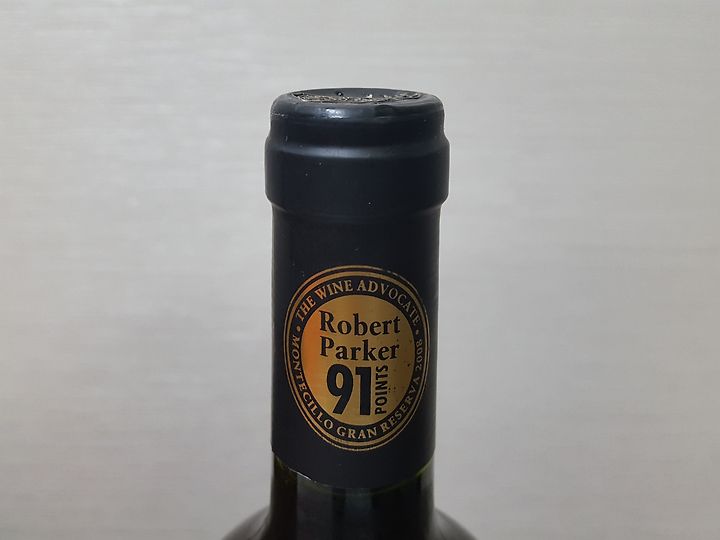 • THE WINE ADVOCATE •
Robert
Parker
91
POINTS
MONTECILLO GRAN RESERVA 2008